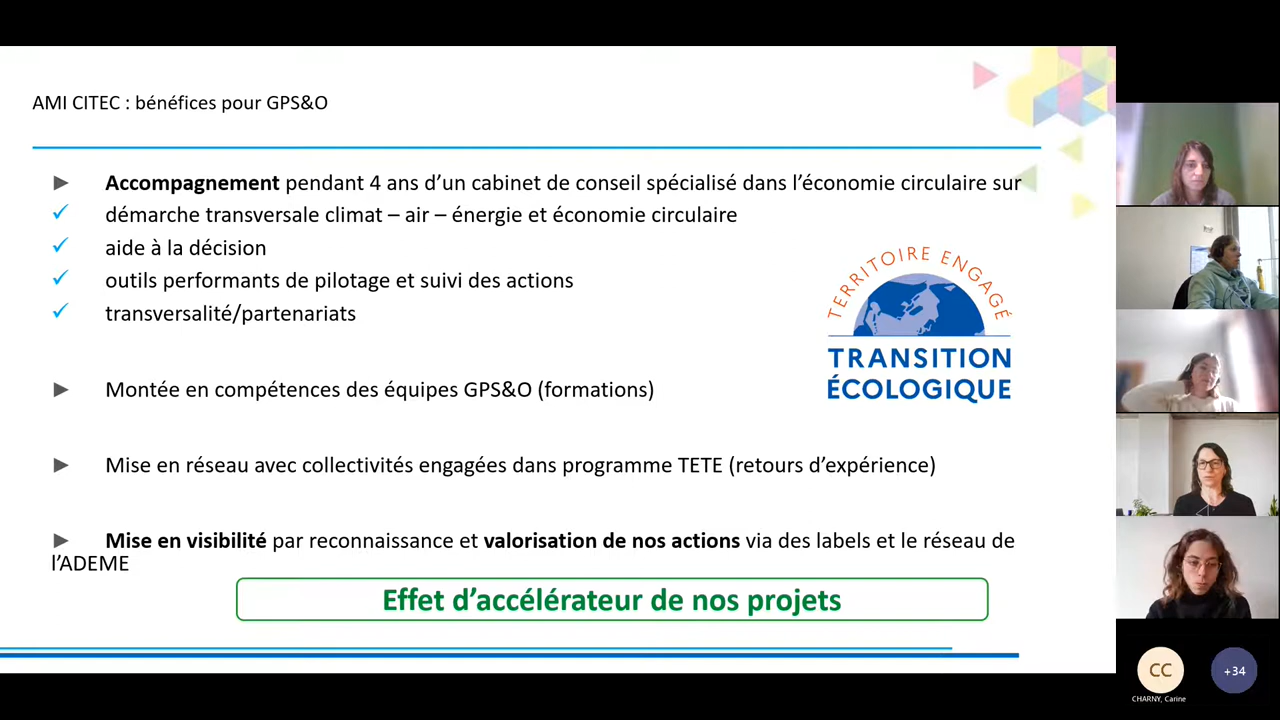 AMI CITEC : bénéfices pour GPS&O
► Accompagnement pendant 4 ans d’un cabinet de conseil spécialisé dans l’économie circulaire sur
✓ démarche transversale climat – air – énergie et économie circulaire
✓ aide à la décision
✓ outils performants de pilotage et suivi des actions
✓ transversalité/partenariats
TERRITOIRE ENGAGÉ
TRANSITION
ÉCOLOGIQUE
► Montée en compétences des équipes GPS&O (formations)
► Mise en réseau avec collectivités engagées dans programme TETE (retours d’expérience)
► Mise en visibilité par reconnaissance et valorisation de nos actions via des labels et le réseau de
l’ADEME
Effet d’accélérateur de nos projets
CC
+34
CHARNY, Carine